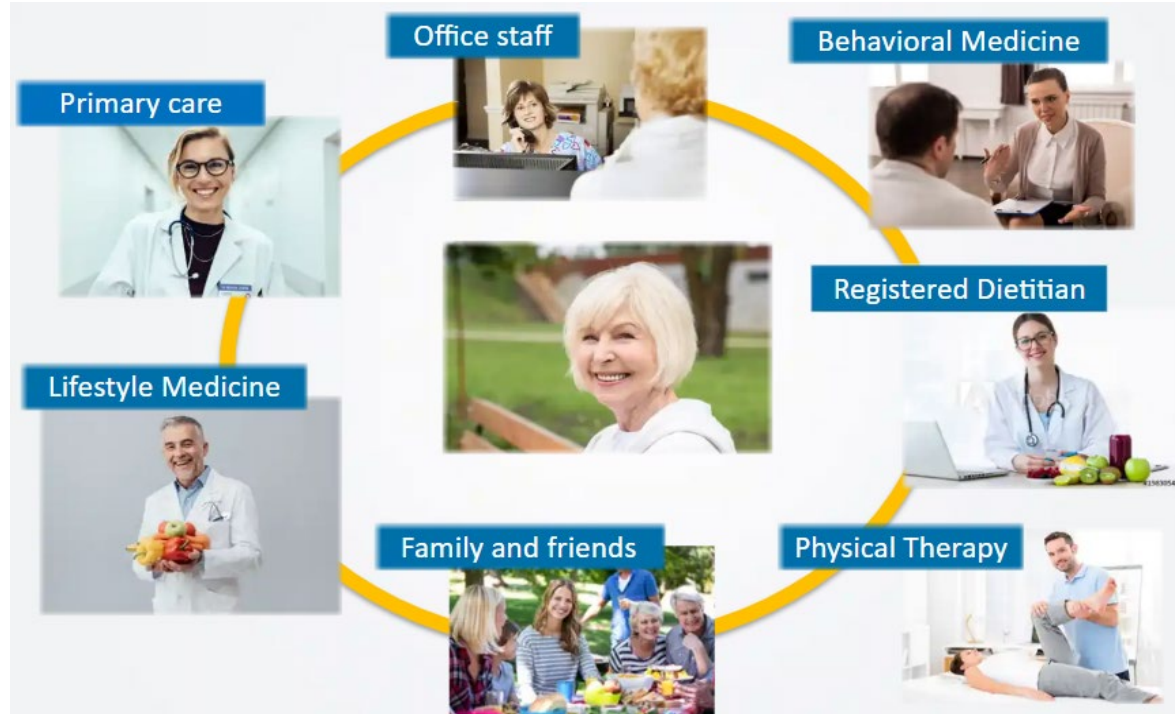 Office staff
Behavioral Medicine
Primary care
Registered Dietitian
Lifestyle Medicine
Family and friends
Physical Therapy